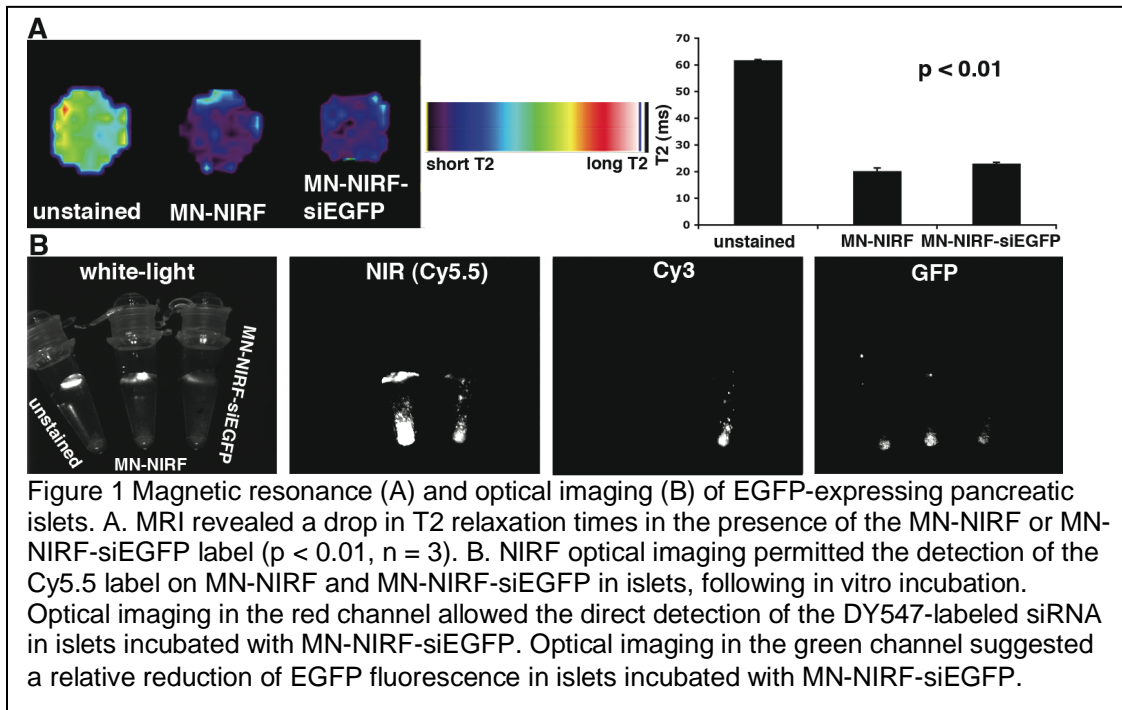 A
unstained
MN-NIRF
MN-NIRF-
siEGFP
short T2
long T2
T2 (ms)
70
60
50
40
30
20
10
0
p < 0.01
unstained
MN-NIRF
MN-NIRF-siEGFP
B
white-light
unstained
MN-NIRF
MN-NIRF-siEGFP
NIR (Cy5.5)
Cy3
GFP
Figure 1 Magnetic resonance (A) and optical imaging (B) of EGFP-expressing pancreatic
islets. A. MRI revealed a drop in T2 relaxation times in the presence of the MN-NIRF or MN-
NIRF-siEGFP label (p < 0.01, n = 3). B. NIRF optical imaging permitted the detection of the
Cy5.5 label on MN-NIRF and MN-NIRF-siEGFP in islets, following in vitro incubation.
Optical imaging in the red channel allowed the direct detection of the DY547-labeled siRNA
in islets incubated with MN-NIRF-siEGFP. Optical imaging in the green channel suggested
a relative reduction of EGFP fluorescence in islets incubated with MN-NIRF-siEGFP.